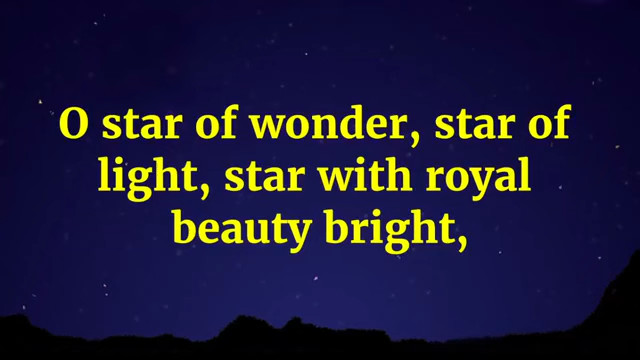 O star of wonder, star of
light, star with royal
beauty bright,